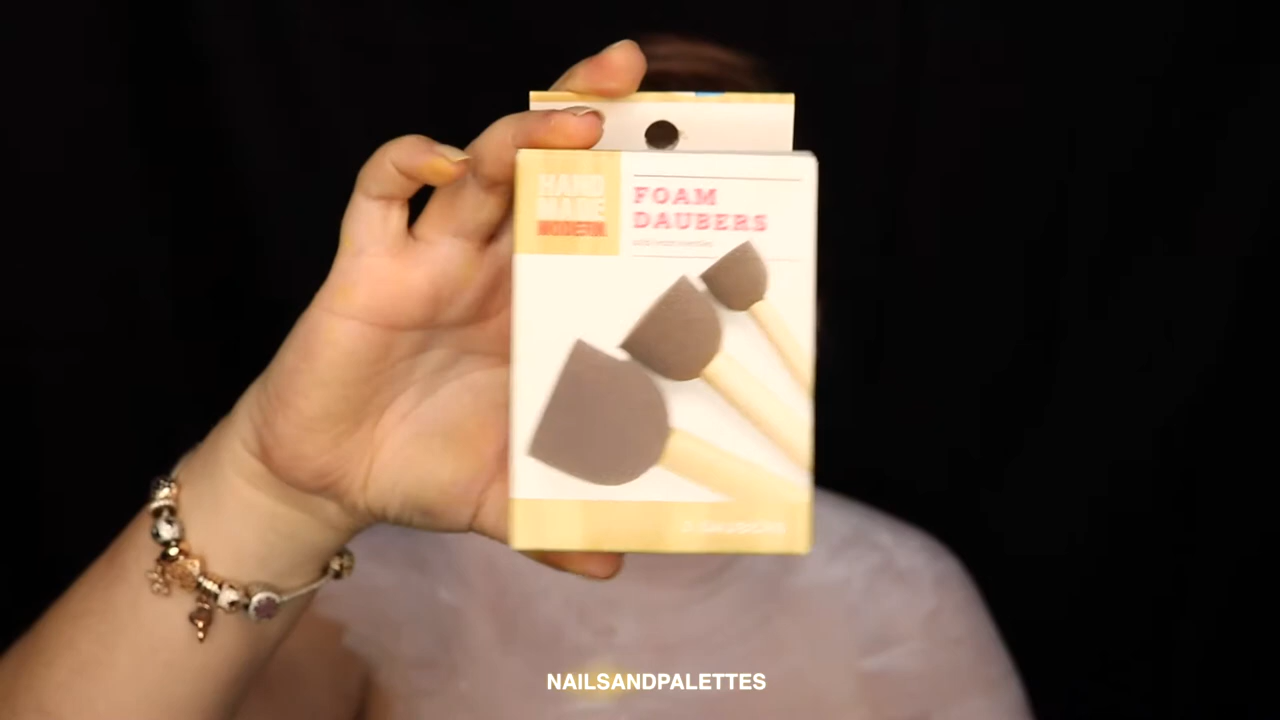 HAND
MADE
MODERN
FOAM
DAUBERS
NAILSANDPALETTES